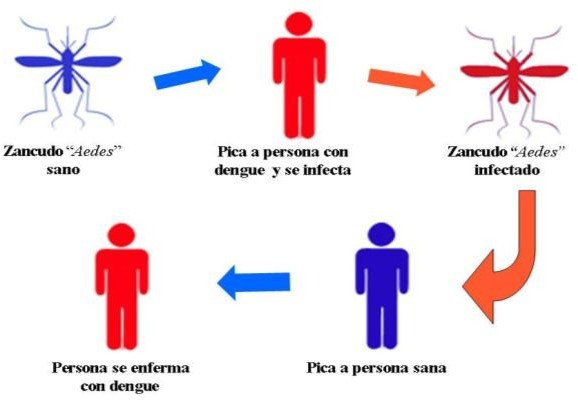 Zancudo “Aedes”
sano
Pica a persona con
dengue y se infecta
Zancudo “Aedes”
infectado
Persona se enferma
con dengue
Pica a persona sana